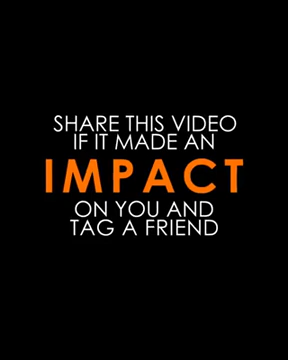 SHARE THIS VIDEO
IF IT MADE AN
IMPACT
ON YOU AND
TAG A FRIEND